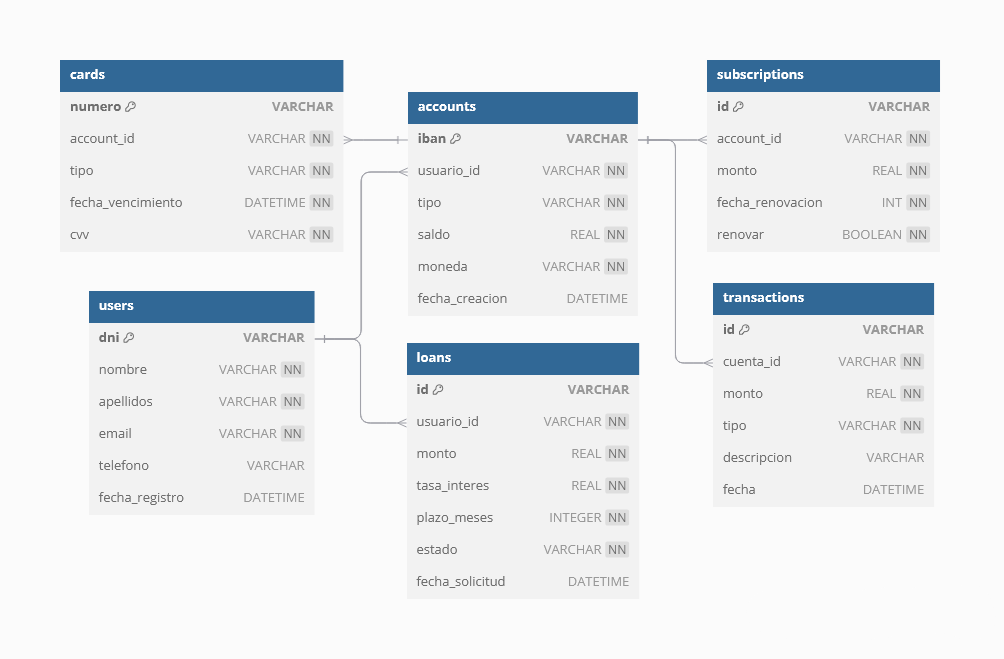 cards
numero VARCHAR
account_id VARCHAR NN
tipo VARCHAR NN
fecha_vencimiento DATETIME NN
cvv VARCHAR NN
users
dni VARCHAR
nombre VARCHAR NN
apellidos VARCHAR NN
email VARCHAR NN
telefono VARCHAR
fecha_registro DATETIME
accounts
iban VARCHAR
usuario_id VARCHAR NN
tipo VARCHAR NN
saldo REAL NN
moneda VARCHAR NN
fecha_creacion DATETIME
loans
id VARCHAR
usuario_id VARCHAR NN
monto REAL NN
tasa_interes REAL NN
plazo_meses INTEGER NN
estado VARCHAR NN
fecha_solicitud DATETIME
subscriptions
id VARCHAR
account_id VARCHAR NN
monto REAL NN
fecha_renovacion INT NN
renovar BOOLEAN NN
transactions
id VARCHAR
cuenta_id VARCHAR NN
monto REAL NN
tipo VARCHAR NN
descripcion VARCHAR
fecha DATETIME